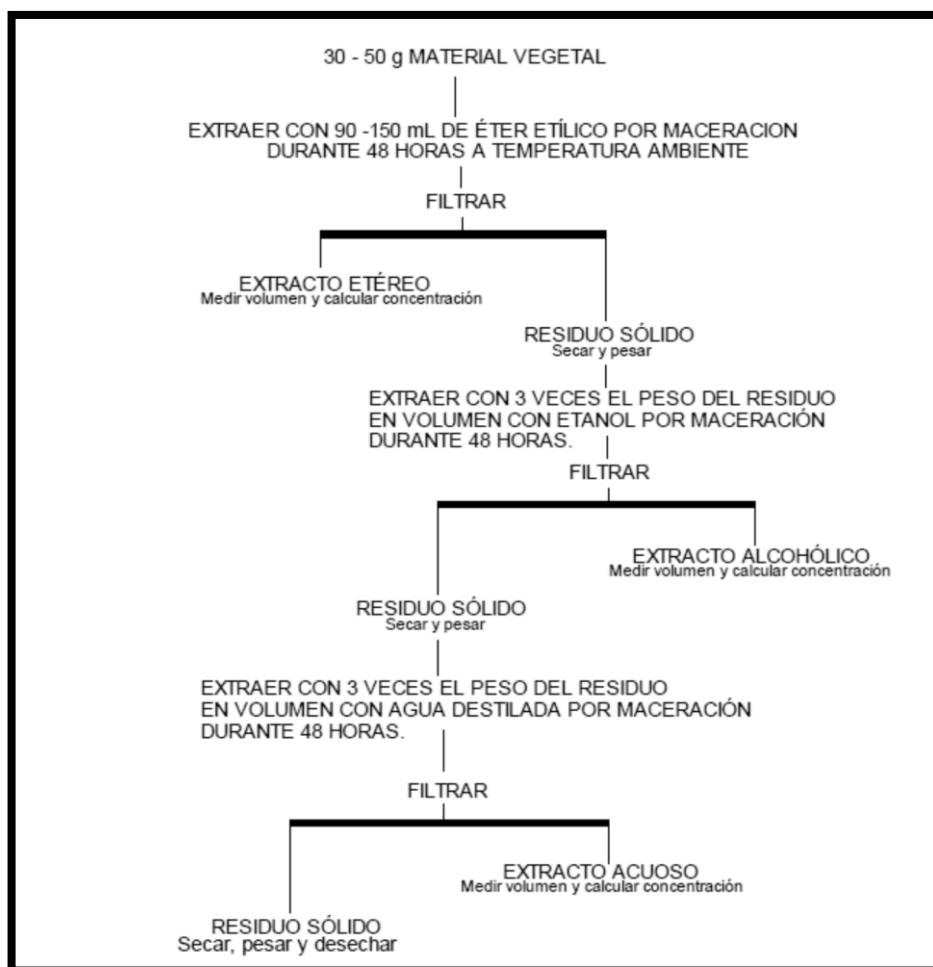 30 - 50 g MATERIAL VEGETAL
EXTRAER CON 90 -150 mL DE ÉTER ETÍLICO POR MACERACION
DURANTE 48 HORAS A TEMPERATURA AMBIENTE
FILTRAR
EXTRACTO ETÉREO
Medir volumen y calcular concentración
RESIDUO SÓLIDO
Secar y pesar
EXTRAER CON 3 VECES EL PESO DEL RESIDUO
EN VOLUMEN CON ETANOL POR MACERACIÓN
DURANTE 48 HORAS.
FILTRAR
EXTRACTO ALCOHÓLICO
Medir volumen y calcular concentración
RESIDUO SÓLIDO
Secar y pesar
EXTRAER CON 3 VECES EL PESO DEL RESIDUO
EN VOLUMEN CON AGUA DESTILADA POR MACERACIÓN
DURANTE 48 HORAS.
FILTRAR
EXTRACTO ACUOSO
Medir volumen y calcular concentración
RESIDUO SÓLIDO
Secar, pesar y desechar